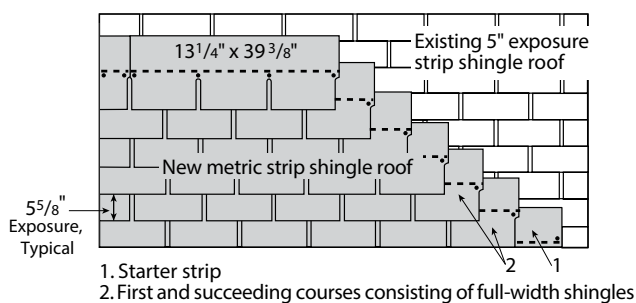 13 1/4" x 39 3/8"
Existing 5" exposure
strip shingle roof
New metric strip shingle roof
5 5/8"
Exposure,
Typical
2
1
1. Starter strip
2. First and succeeding courses consisting of full-width shingles